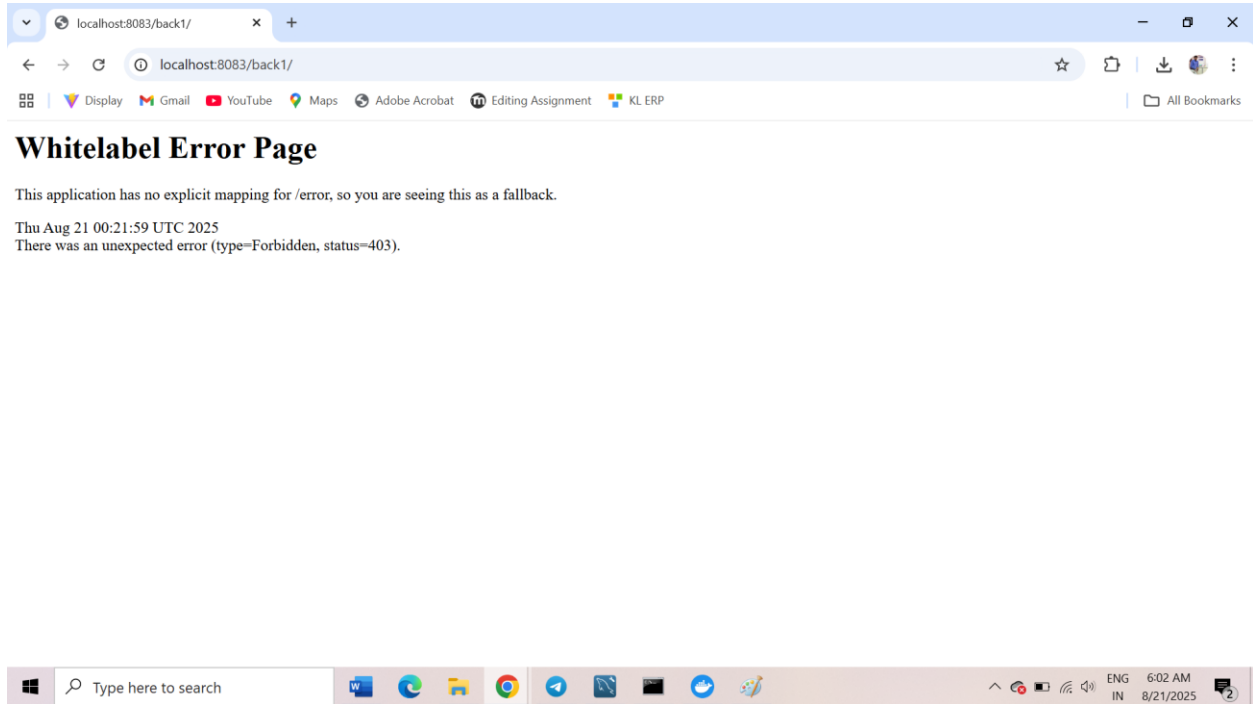 localhost:8083/back1/
localhost:8083/back1/
Display Gmail YouTube Maps Adobe Acrobat Editing Assignment KL ERP All Bookmarks
Whitelabel Error Page
This application has no explicit mapping for /error, so you are seeing this as a fallback.
Thu Aug 21 00:21:59 UTC 2025
There was an unexpected error (type=Forbidden, status=403).
Type here to search
ENG 6:02 AM
IN 8/21/2025
2